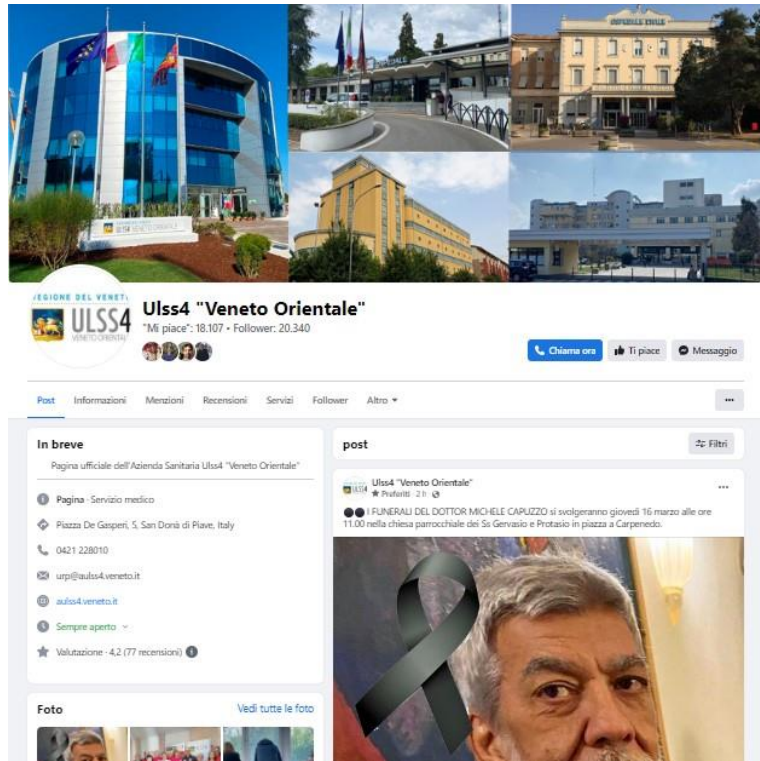 OSPEDALE CIVILE
ULSS4 VENETO ORIENTALE
REGIONE DEL VENETO
ULSS4
VENETO ORIENTALE
Ulss4 "Veneto Orientale"
"Mi piace": 18.107 • Follower: 20.340
Chiama ora
Ti piace
Messaggio
Post Informazioni Menzioni Recensioni Servizi Follower Altro
In breve
Pagina ufficiale dell'Azienda Sanitaria Ulss4 "Veneto Orientale"
Pagina · Servizio medico
Piazza De Gasperi, 5, San Donà di Piave, Italy
0421 228010
urp@aulss4.veneto.it
aulss4.veneto.it
Sempre aperto
Valutazione · 4,2 (77 recensioni)
Foto
Vedi tutte le foto
post
Filtri
Ulss4 "Veneto Orientale"
Preferiti · 2 h ·
I FUNERALI DEL DOTTOR MICHELE CAPUZZO si svolgeranno giovedì 16 marzo alle ore
11.00 nella chiesa parrocchiale dei Ss Gervasio e Protasio in piazza a Carpenedo.